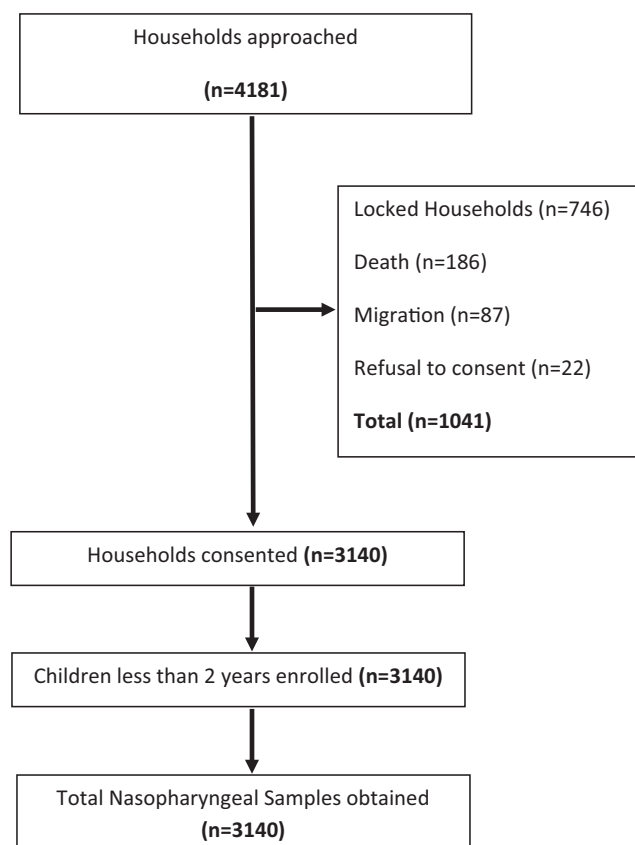 Households approached
(n=4181)
Locked Households (n=746)
Death (n=186)
Migration (n=87)
Refusal to consent (n=22)
Total (n=1041)
Households consented (n=3140)
Children less than 2 years enrolled (n=3140)
Total Nasopharyngeal Samples obtained
(n=3140)